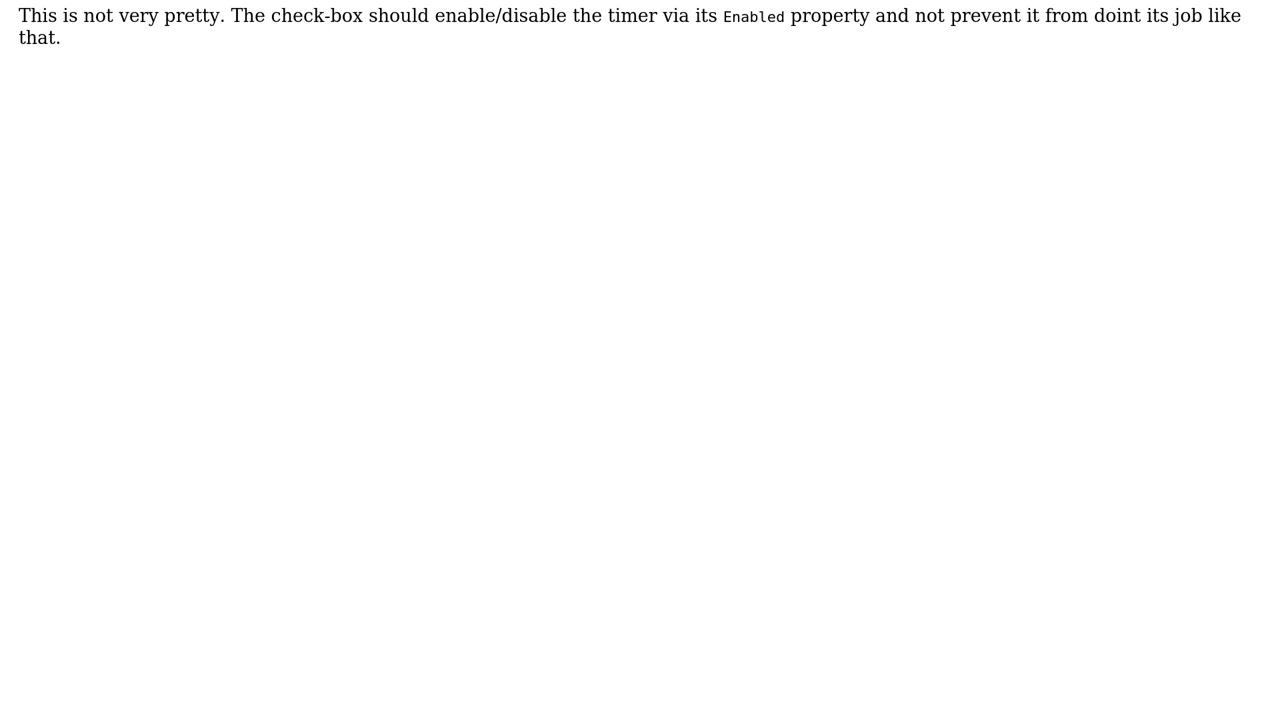 This is not very pretty. The check-box should enable/disable the timer via its Enabled property and not prevent it from doint its job like
that.